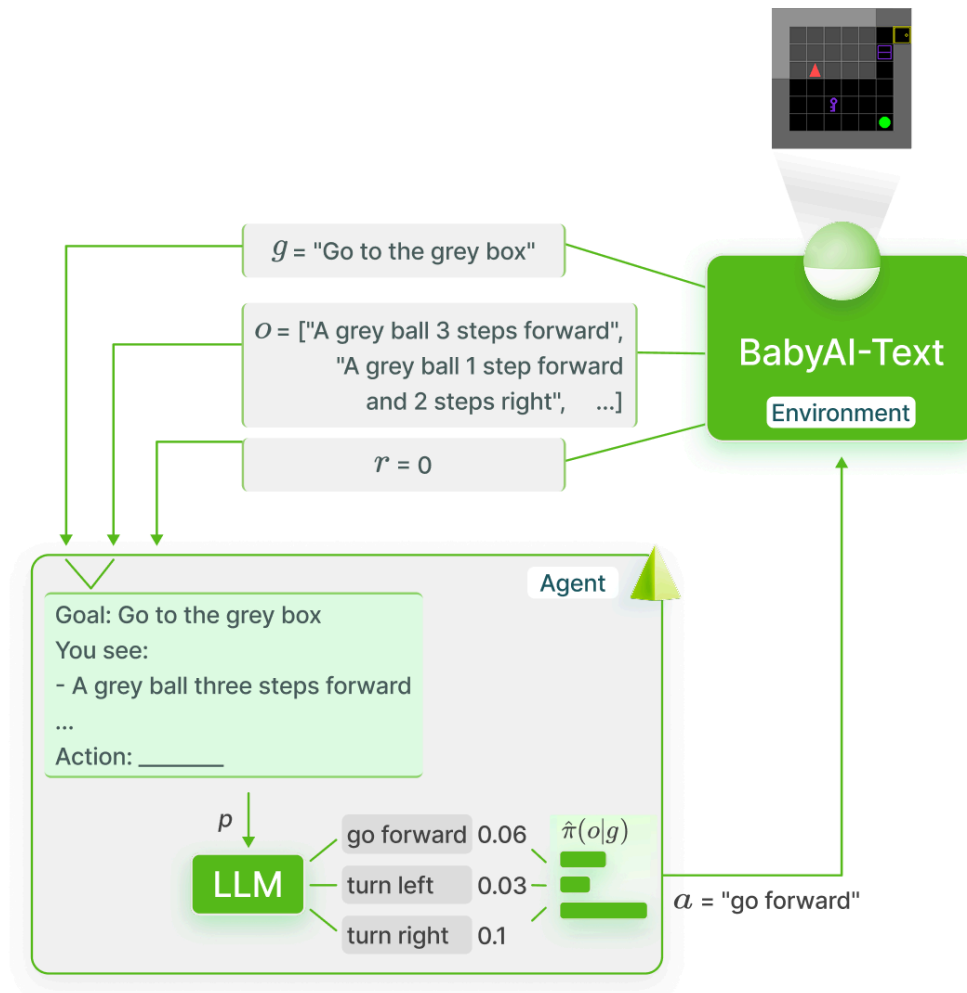 g = "Go to the grey box"
o = ["A grey ball 3 steps forward",
"A grey ball 1 step forward
and 2 steps right", ...]
r = 0
BabyAI-Text
Environment
Agent
Goal: Go to the grey box
You see:
- A grey ball three steps forward
...
Action: _______
p
LLM
go forward 0.06
turn left 0.03
turn right 0.1
π̂(o|g)
a = "go forward"